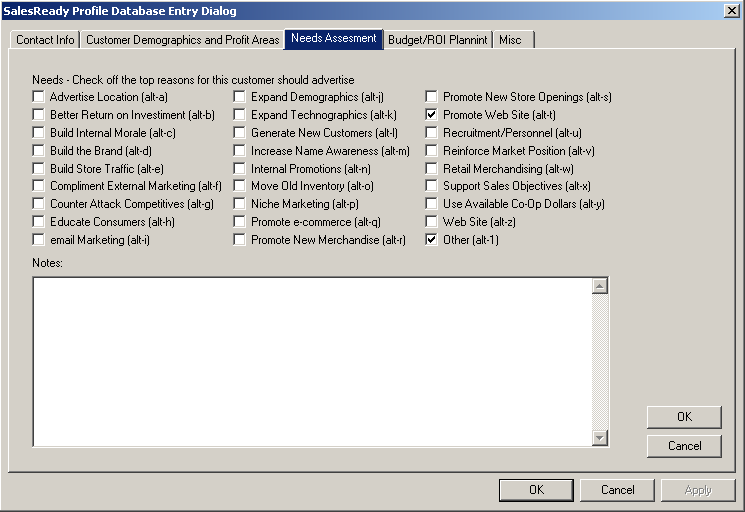 SalesReady Profile Database Entry Dialog
Contact Info Customer Demographics and Profit Areas Needs Assesment Budget/ROI Plannint Misc
Needs - Check off the top reasons for this customer should advertise
Advertise Location (alt-a) Expand Demographics (alt-j) Promote New Store Openings (alt-s)
Better Return on Investiment (alt-b) Expand Technographics (alt-k) Promote Web Site (alt-t)
Build Internal Morale (alt-c) Generate New Customers (alt-l) Recruitment/Personnel (alt-u)
Build the Brand (alt-d) Increase Name Awareness (alt-m) Reinforce Market Position (alt-v)
Build Store Traffic (alt-e) Internal Promotions (alt-n) Retail Merchandising (alt-w)
Compliment External Marketing (alt-f) Move Old Inventory (alt-o) Support Sales Objectives (alt-x)
Counter Attack Competitives (alt-g) Niche Marketing (alt-p) Use Available Co-Op Dollars (alt-y)
Educate Consumers (alt-h) Promote e-commerce (alt-q) Web Site (alt-z)
email Marketing (alt-i) Promote New Merchandise (alt-r) Other (alt-1)
Notes:
OK
Cancel
OK Cancel Apply